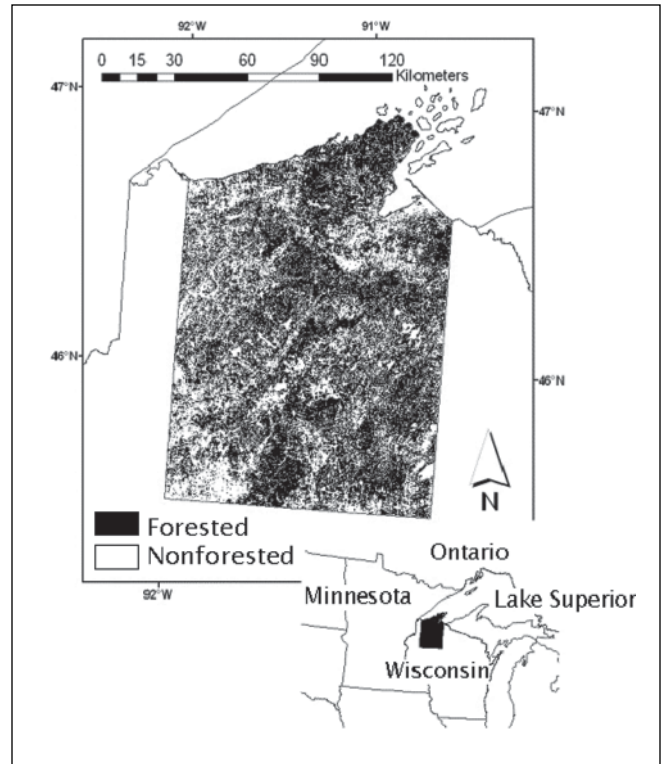 92°W 91°W
0 15 30 60 90 120
Kilometers
47°N
47°N
46°N
46°N
N
Forested
Nonforested
92°W
Ontario
Minnesota
Lake Superior
Wisconsin